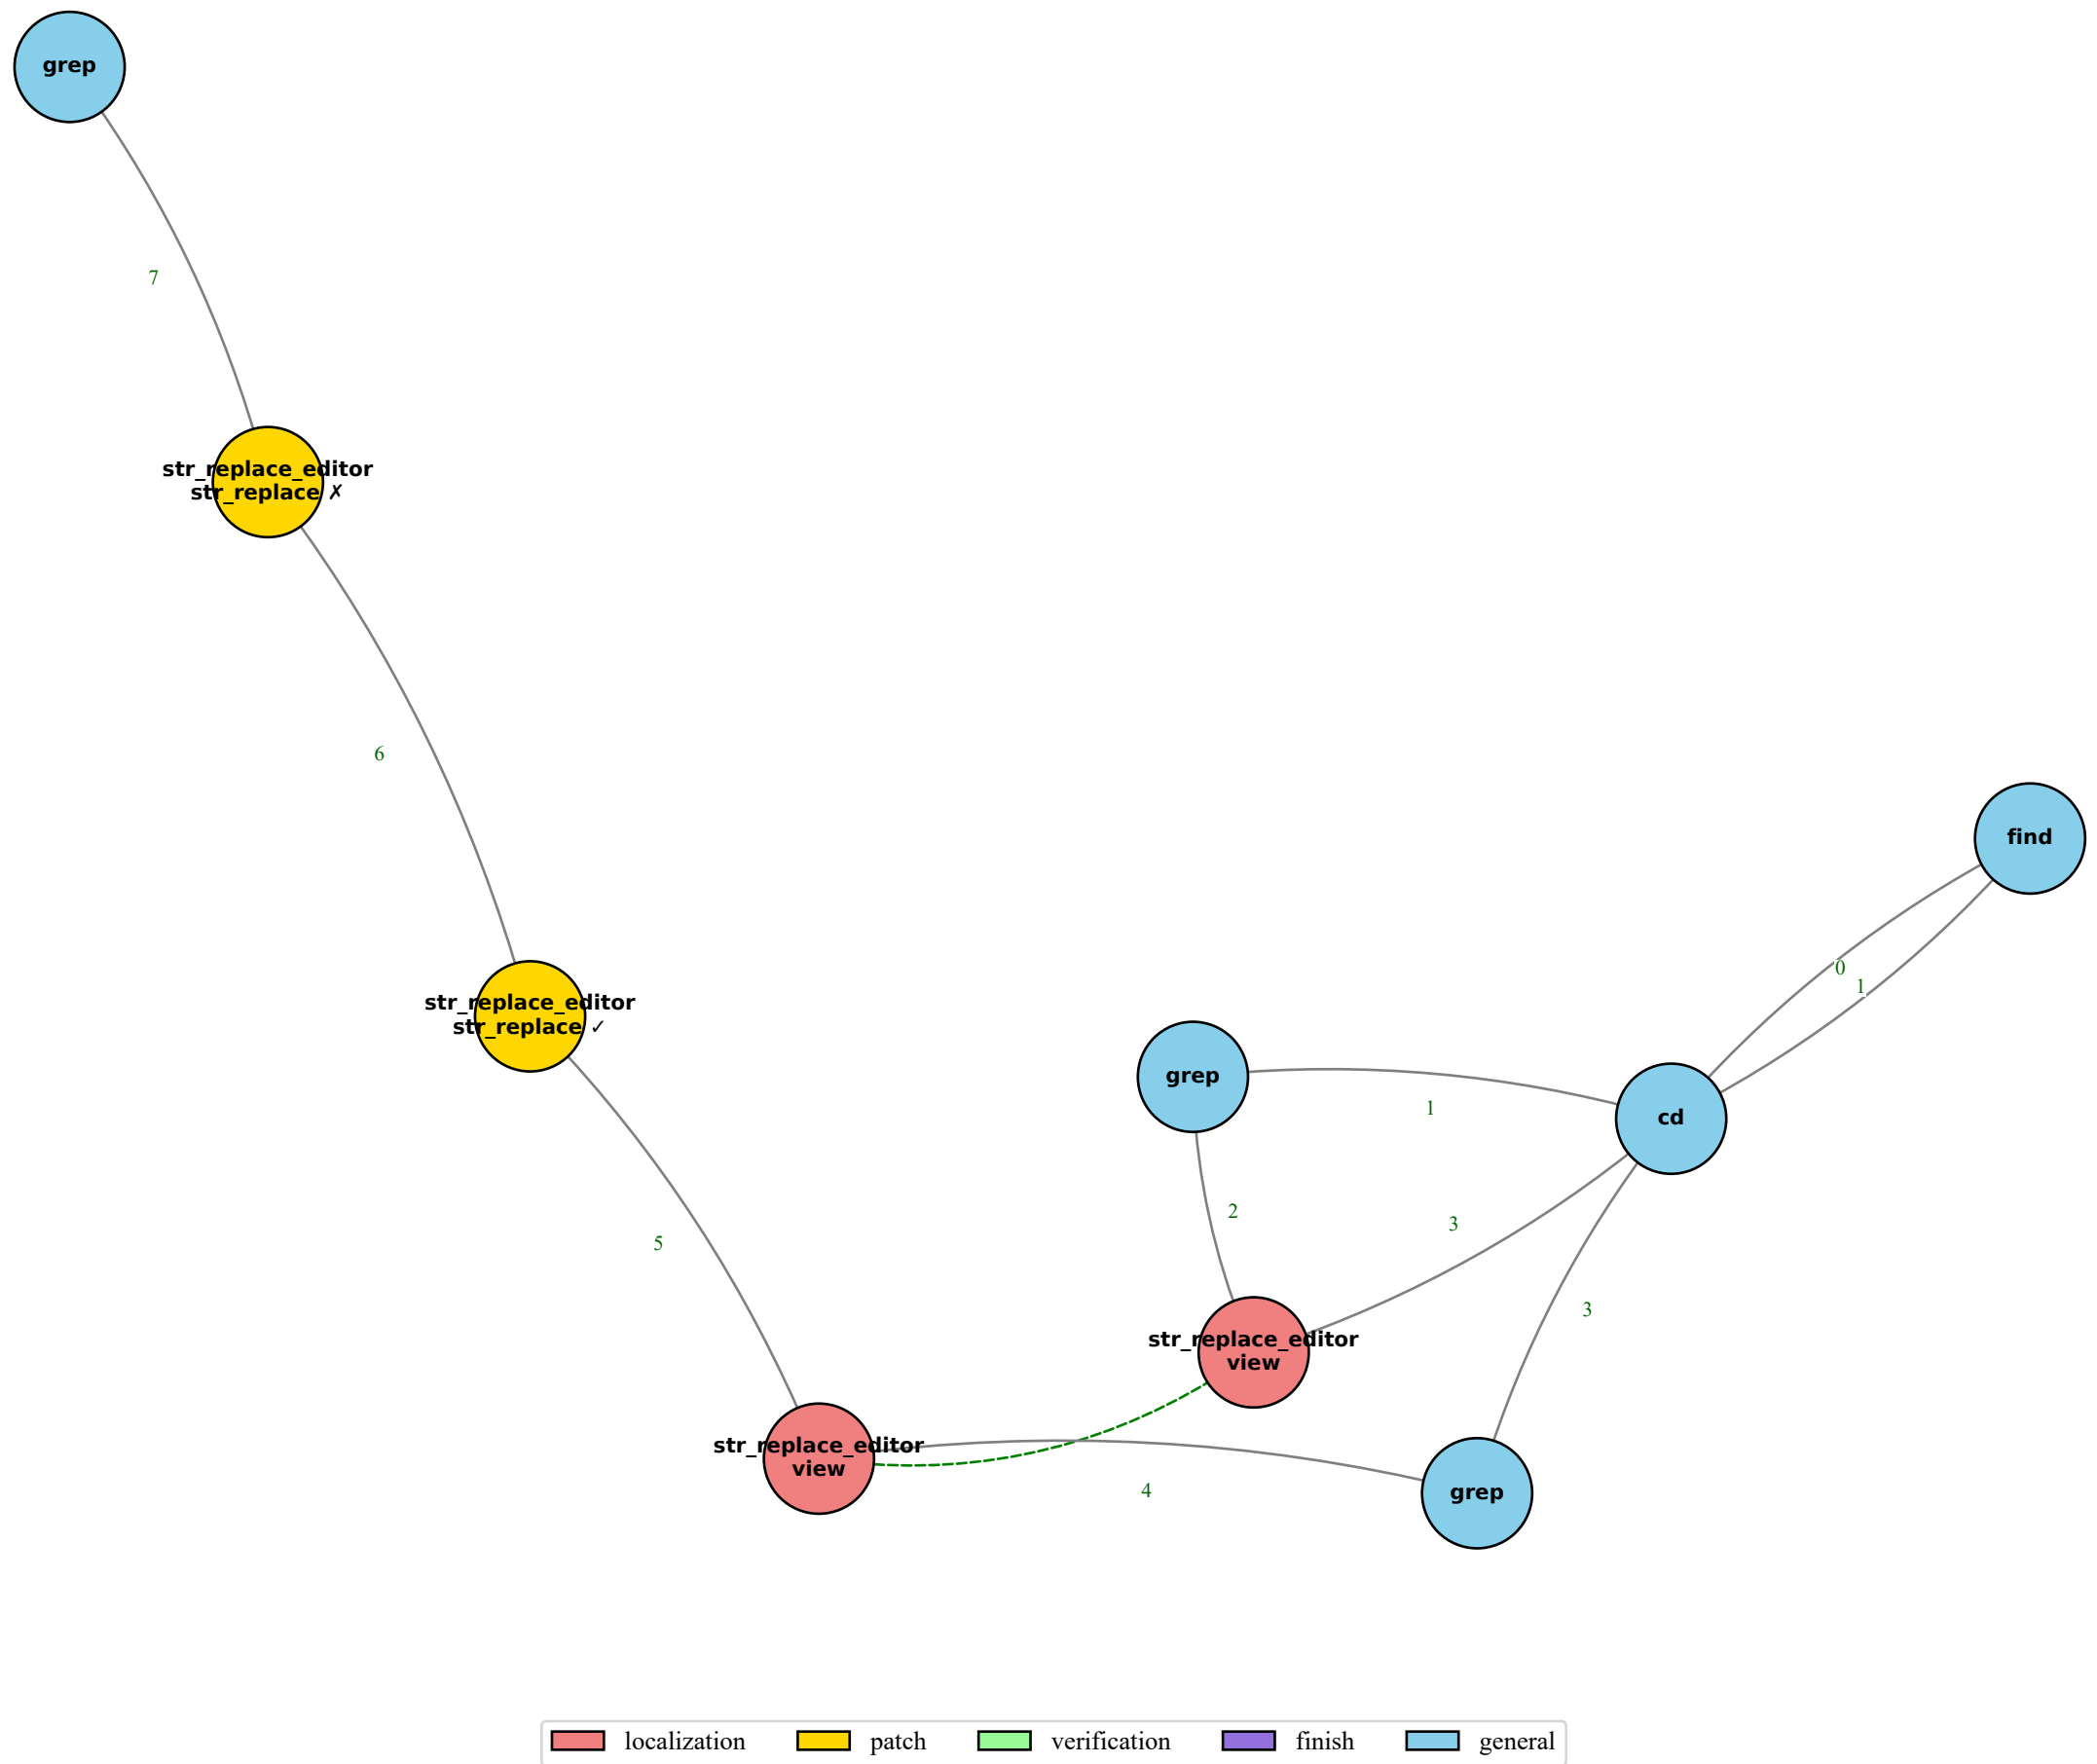 grep
7
str_replace_editor
str_replace ✗
6
find
str_replace_editor
str_replace ✓
0
1
grep
cd
1
2
3
5
3
str_replace_editor
view
str_replace_editor
view
4
grep
localization
patch
verification
finish
general